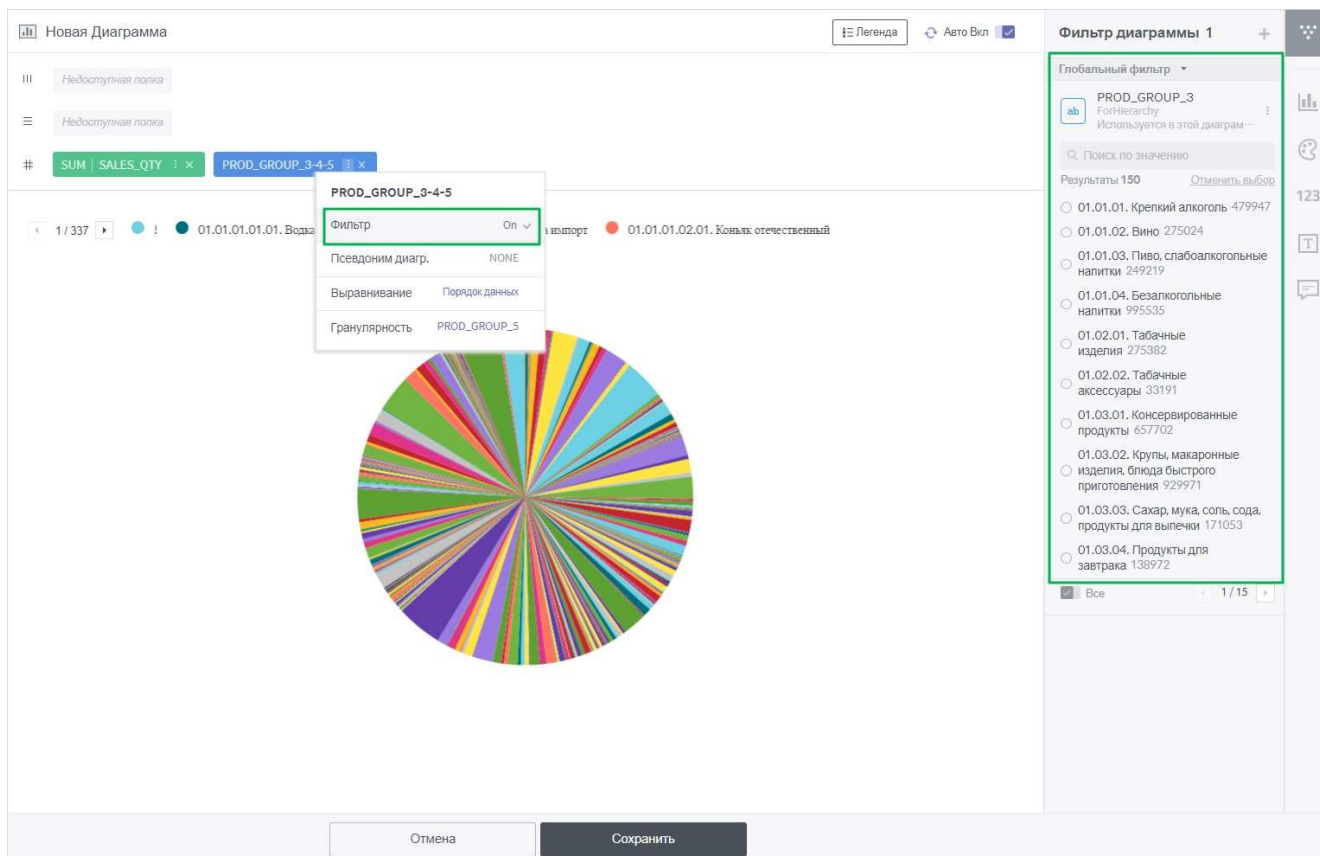 Новая Диаграмма
Легенда
Авто Вкл
Недоступная полка
Недоступная полка
# SUM | SALES_QTY PROD_GROUP_3-4-5
PROD_GROUP_3-4-5
Фильтр On
Псевдоним диагр. NONE
Выравнивание Порядок данных
Гранулярность PROD_GROUP_5
1 / 337 ! 01.01.01.01.01. Водка импорт 01.01.01.02.01. Коньяк отечественный
Отмена
Сохранить
Фильтр диаграммы 1 +
Глобальный фильтр
ab PROD_GROUP_3
ForHierarchy
Используется в этой диаграм···
Поиск по значению
Результаты 150 Отменить выбор
01.01.01. Крепкий алкоголь 479947
01.01.02. Вино 275024
01.01.03. Пиво, слабоалкогольные
напитки 249219
01.01.04. Безалкогольные
напитки 995535
01.02.01. Табачные
изделия 275382
01.02.02. Табачные
аксессуары 33191
01.03.01. Консервированные
продукты 657702
01.03.02. Крупы, макаронные
изделия, блюда быстрого
приготовления 929971
01.03.03. Сахар, мука, соль, сода,
продукты для выпечки 171053
01.03.04. Продукты для
завтрака 138972
Все 1 / 15
123
T